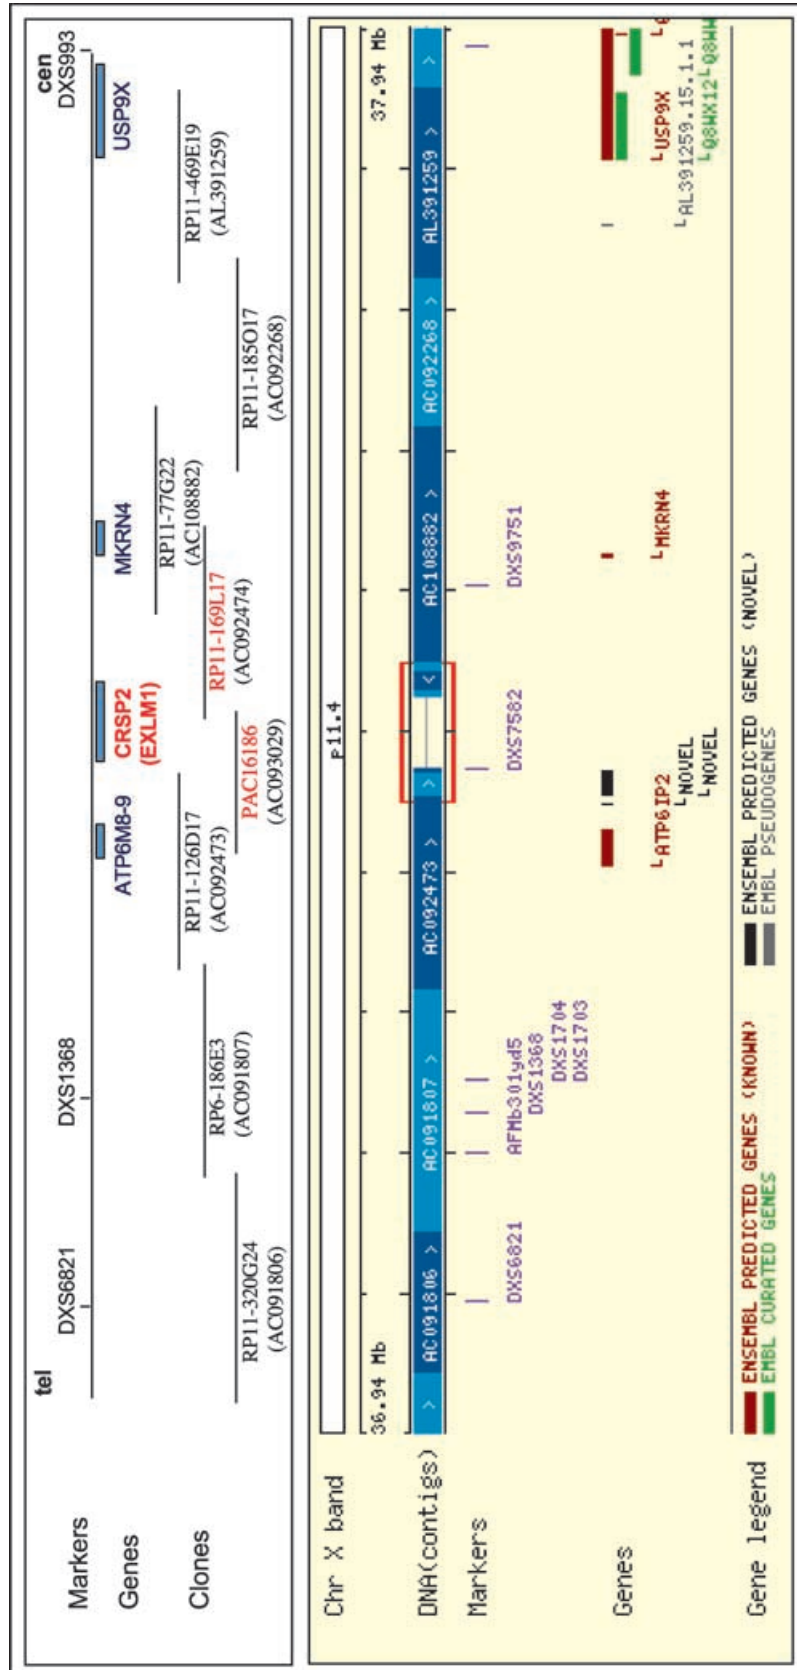 tel
cen
Markers
DXS6821
DXS1368
DXS993
Genes
ATP6M8-9
CRSP2
(EXLM1)
MKRN4
USP9X
Clones
RP11-320G24
(AC091806)
RP6-186E3
(AC091807)
RP11-126D17
(AC092473)
PAC16186
(AC093029)
RP11-169L17
(AC092474)
RP11-77G22
(AC108882)
RP11-185O17
(AC092268)
RP11-469E19
(AL391259)
Chr X band
p11.4
36.94 Mb
37.94 Mb
DNA(contigs)
AC091806 >
AC091807 >
AC092473 >
AC108882 >
AC092268 >
AL391259 >
Markers
DXS6821
AFMb301yd5
DXS1368
DXS1704
DXS1703
DXS7582
DXS9751
Genes
ATP6IP2
NOVEL
NOVEL
MKRN4
USP9X
AL391259.15.1.1
Q8WX12
Q8WW
Gene legend
ENSEMBL PREDICTED GENES (KNOWN)
EMBL CURATED GENES
ENSEMBL PREDICTED GENES (NOVEL)
EMBL PSEUDOGENES